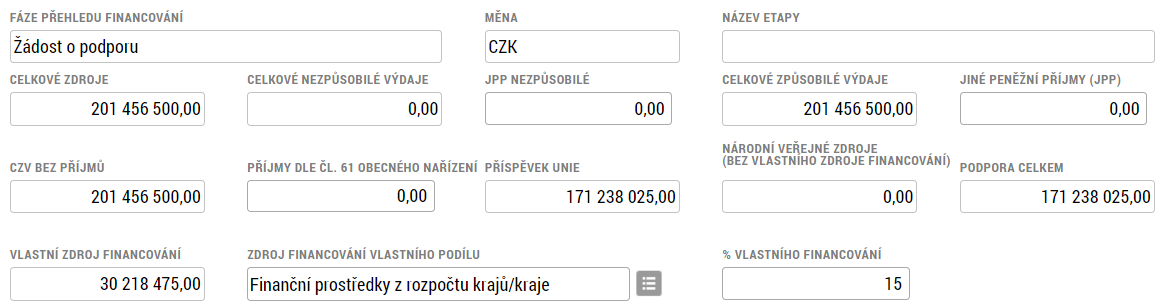 FÁZE PŘEHLEDU FINANCOVÁNÍ MĚNA NÁZEV ETAPY
Žádost o podporu CZK
CELKOVÉ ZDROJE CELKOVÉ NEZPŮSOBILÉ VÝDAJE JPP NEZPŮSOBILÉ CELKOVÉ ZPŮSOBILÉ VÝDAJE JINÉ PENĚŽNÍ PŘÍJMY (JPP)
201 456 500,00 0,00 0,00 201 456 500,00 0,00
NÁRODNÍ VEŘEJNÉ ZDROJE
CZV BEZ PŘÍJMŮ PŘÍJMY DLE ČL. 61 OBECNÉHO NAŘÍZENÍ PŘÍSPĚVEK UNIE (BEZ VLASTNÍHO ZDROJE FINANCOVÁNÍ) PODPORA CELKEM
201 456 500,00 0,00 171 238 025,00 0,00 171 238 025,00
VLASTNÍ ZDROJ FINANCOVÁNÍ ZDROJ FINANCOVÁNÍ VLASTNÍHO PODÍLU % VLASTNÍHO FINANCOVÁNÍ
30 218 475,00 Finanční prostředky z rozpočtu krajů/kraje 15